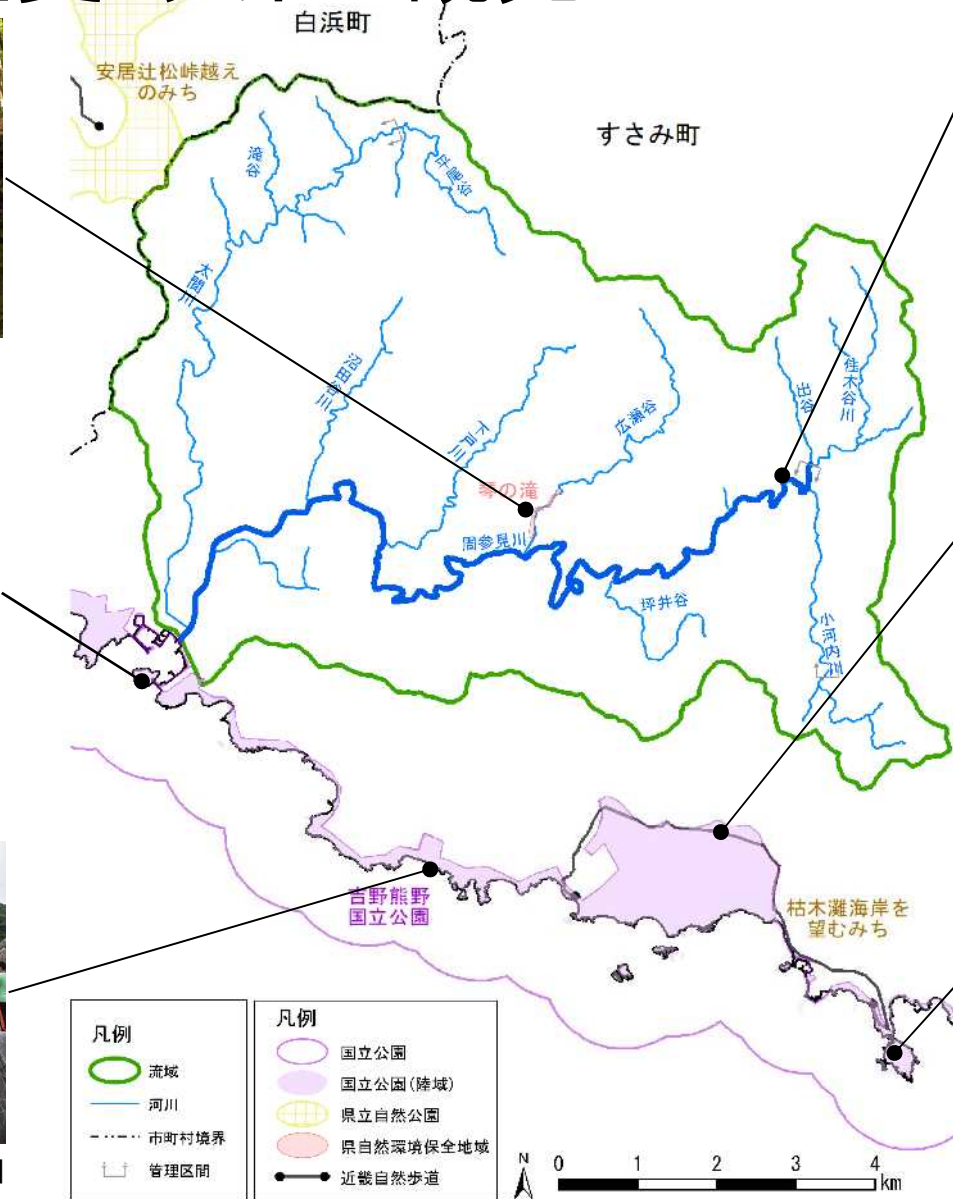 白浜町
安居辻松峠越え
のみち
すさみ町
滝谷
太間川
沼田谷川
下戸川
広瀬谷
出谷
住木谷川
琴の滝
周参見川
坪井谷
小河内川
吉野熊野
国立公園
枯木灘海岸を
望むみち
凡例
流域
河川
市町村境界
管理区間
凡例
国立公園
国立公園(陸域)
県立自然公園
県自然環境保全地域
近畿自然歩道
N
0 1 2 3 4
km